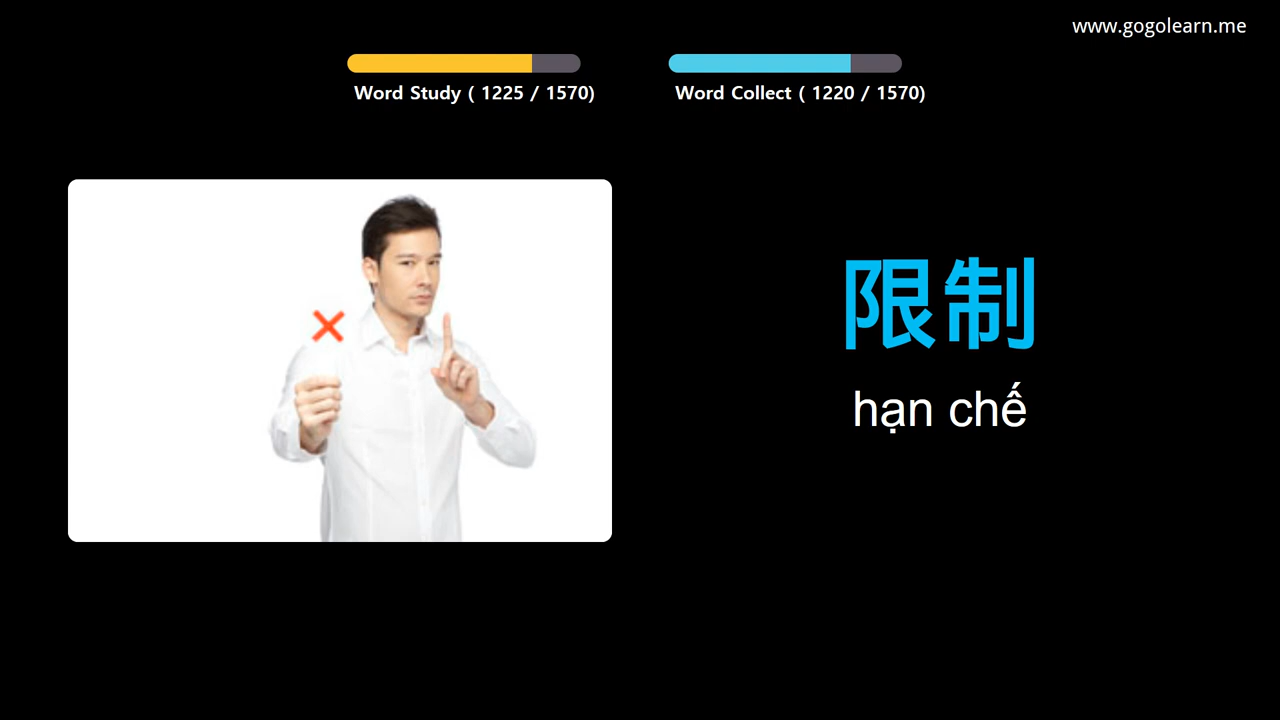 www.gogolearn.me
Word Study ( 1225 / 1570)
Word Collect ( 1220 / 1570)
限制
hạn chế